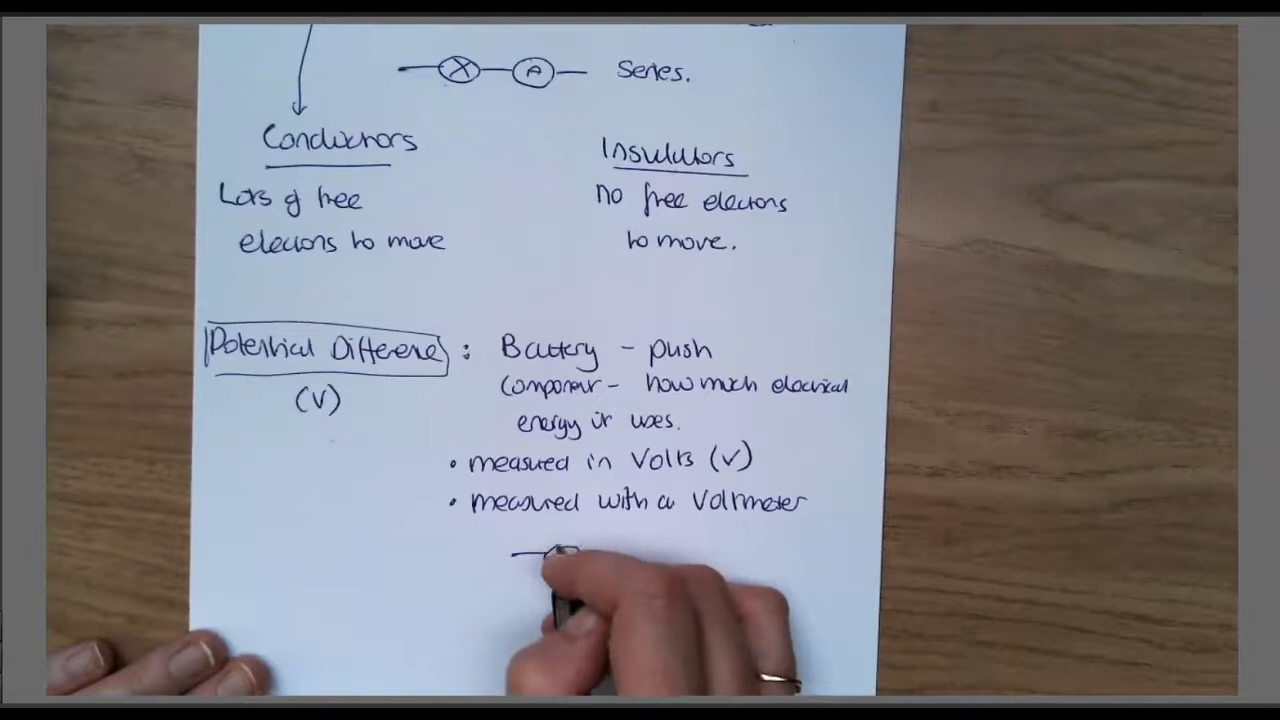 X A Series.
Conductors
Lots of free
electrons to move
Insulators
no free electrons
to move.
Potential Difference : Battery - push
(V)
Component - how much electrical
energy it uses.
• measured in Volts (V)
• measured with a Voltmeter